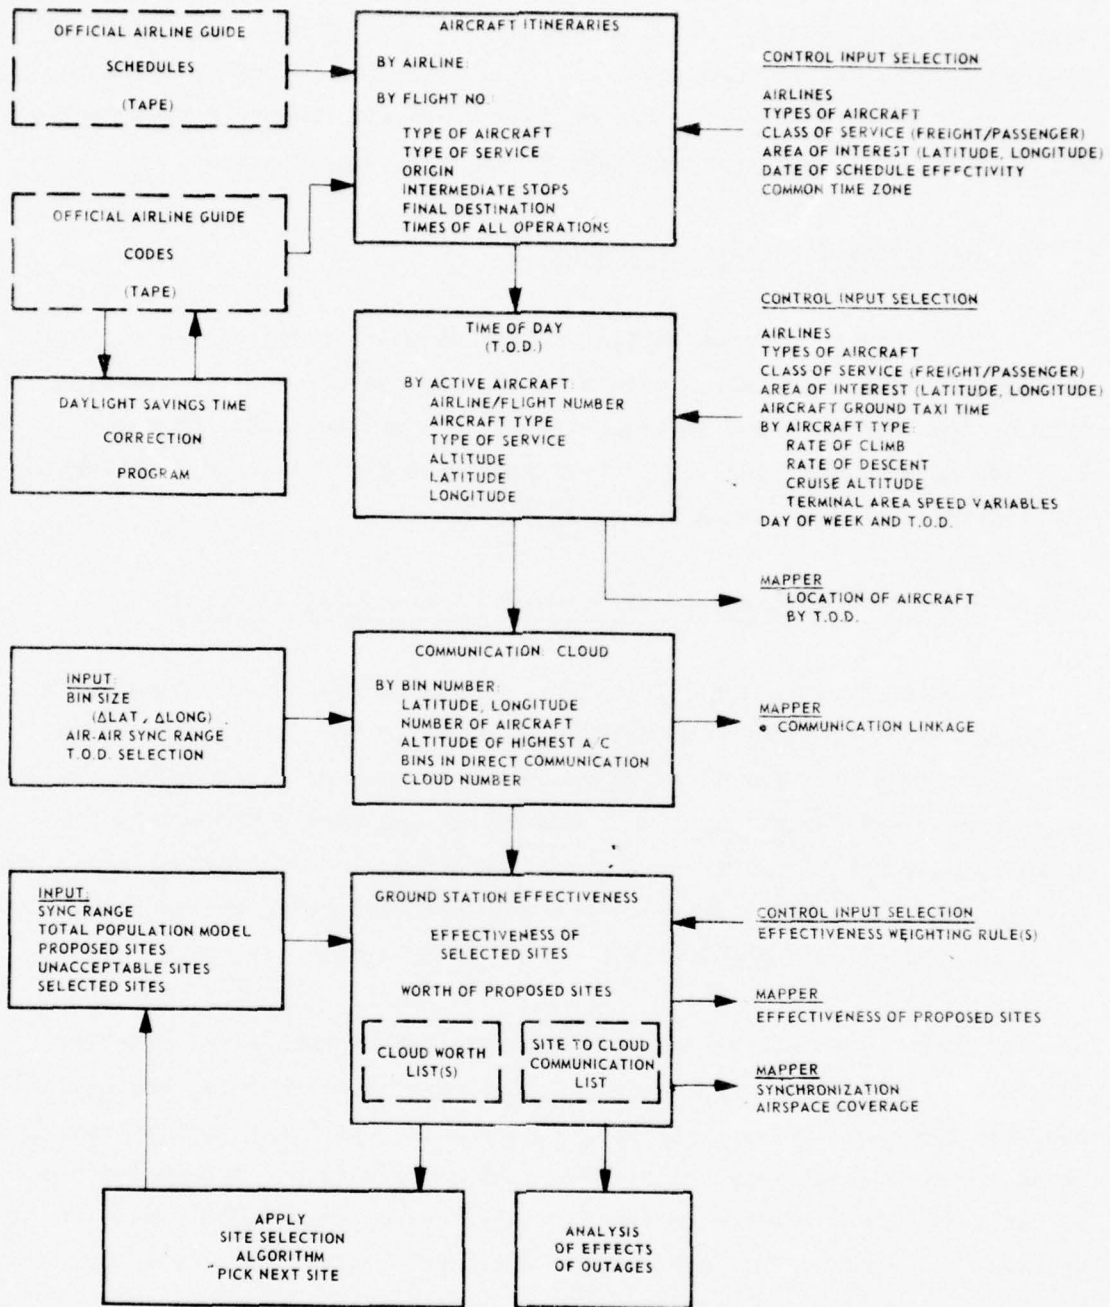 OFFICIAL AIRLINE GUIDE
SCHEDULES
(TAPE)
AIRCRAFT ITINERARIES
BY AIRLINE:
BY FLIGHT NO.:
TYPE OF AIRCRAFT
TYPE OF SERVICE
ORIGIN
INTERMEDIATE STOPS
FINAL DESTINATION
TIMES OF ALL OPERATIONS
CONTROL INPUT SELECTION
AIRLINES
TYPES OF AIRCRAFT
CLASS OF SERVICE (FREIGHT/PASSENGER)
AREA OF INTEREST (LATITUDE, LONGITUDE)
DATE OF SCHEDULE EFFECTIVITY
COMMON TIME ZONE
OFFICIAL AIRLINE GUIDE
CODES
(TAPE)
DAYLIGHT SAVINGS TIME
CORRECTION
PROGRAM
TIME OF DAY
(T.O.D.)
BY ACTIVE AIRCRAFT:
AIRLINE/FLIGHT NUMBER
AIRCRAFT TYPE
TYPE OF SERVICE
ALTITUDE
LATITUDE
LONGITUDE
CONTROL INPUT SELECTION
AIRLINES
TYPES OF AIRCRAFT
CLASS OF SERVICE (FREIGHT/PASSENGER)
AREA OF INTEREST (LATITUDE, LONGITUDE)
AIRCRAFT GROUND TAXI TIME
BY AIRCRAFT TYPE:
RATE OF CLIMB
RATE OF DESCENT
CRUISE ALTITUDE
TERMINAL AREA SPEED VARIABLES
DAY OF WEEK AND T.O.D.
MAPPER
LOCATION OF AIRCRAFT
BY T.O.D.
INPUT:
BIN SIZE
(ΔLAT, ΔLONG)
AIR-AIR SYNC RANGE
T.O.D. SELECTION
COMMUNICATION CLOUD
BY BIN NUMBER:
LATITUDE, LONGITUDE
NUMBER OF AIRCRAFT
ALTITUDE OF HIGHEST A/C
BINS IN DIRECT COMMUNICATION
CLOUD NUMBER
MAPPER
• COMMUNICATION LINKAGE
INPUT:
SYNC RANGE
TOTAL POPULATION MODEL
PROPOSED SITES
UNACCEPTABLE SITES
SELECTED SITES
GROUND STATION EFFECTIVENESS
EFFECTIVENESS OF
SELECTED SITES
WORTH OF PROPOSED SITES
CLOUD WORTH
LIST(S)
SITE TO CLOUD
COMMUNICATION
LIST
CONTROL INPUT SELECTION
EFFECTIVENESS WEIGHTING RULE(S)
MAPPER
EFFECTIVENESS OF PROPOSED SITES
MAPPER
SYNCHRONIZATION
AIRSPACE COVERAGE
APPLY
SITE SELECTION
ALGORITHM
PICK NEXT SITE
ANALYSIS
OF EFFECTS
OF OUTAGES